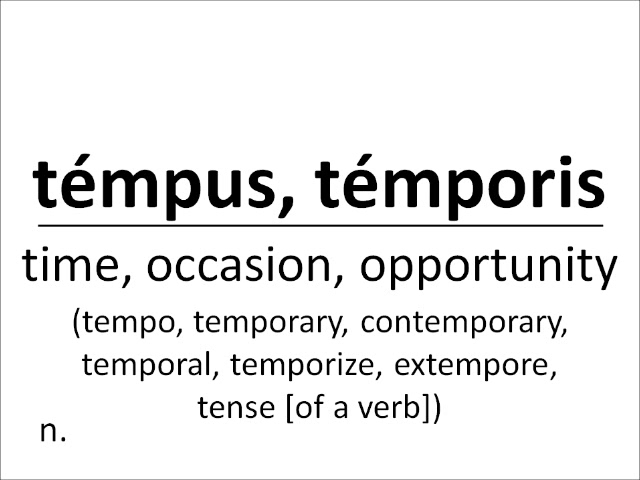 témpus, témporis
time, occasion, opportunity
(tempo, temporary, contemporary,
temporal, temporize, extempore,
tense [of a verb])
n.